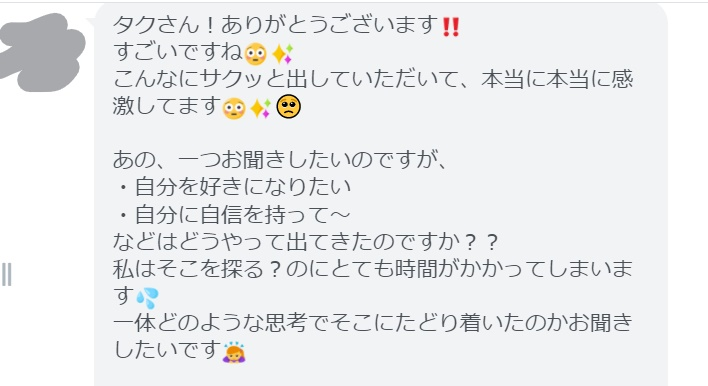 タクさん！ありがとうございます‼️
すごいですね😳✨
こんなにサクッと出していただいて、本当に本当に感
激してます😳✨🥺
あの、一つお聞きしたいのですが、
・自分を好きになりたい
・自分に自信を持って〜
などはどうやって出てきたのですか？？
私はそこを探る？のにとても時間がかかってしまいま
す💦
一体どのような思考でそこにたどり着いたのかお聞き
したいです🙇‍♀️